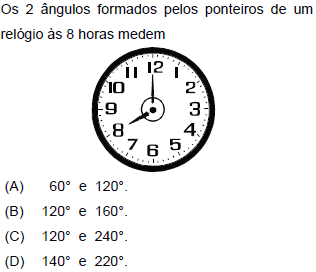 Os 2 ângulos formados pelos ponteiros de um
relógio às 8 horas medem
12
11 1
10 2
9 3
8 4
7 5
6
(A) 60° e 120°.
(B) 120° e 160°.
(C) 120° e 240°.
(D) 140° e 220°.